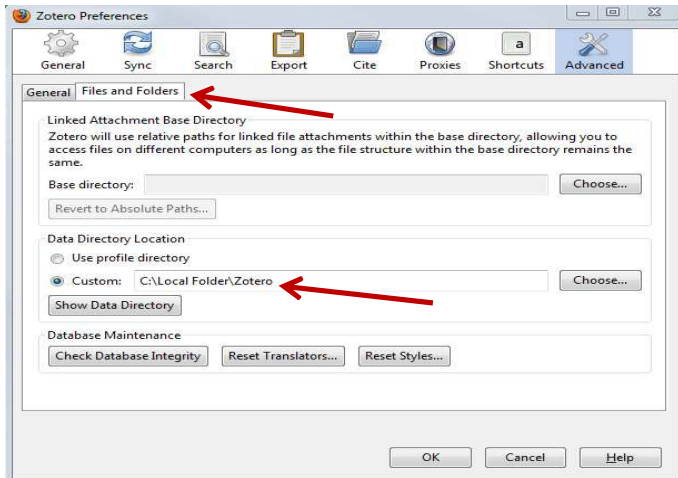 Zotero Preferences
General Sync Search Export Cite a Proxies Shortcuts Advanced
General Files and Folders
Linked Attachment Base Directory
Zotero will use relative paths for linked file attachments within the base directory, allowing you to
access files on different computers as long as the file structure within the base directory remains the
same.
Base directory: Choose...
Revert to Absolute Paths...
Data Directory Location
Use profile directory
Custom: C:\Local Folder\Zotero Choose...
Show Data Directory
Database Maintenance
Check Database Integrity Reset Translators... Reset Styles...
OK Cancel Help